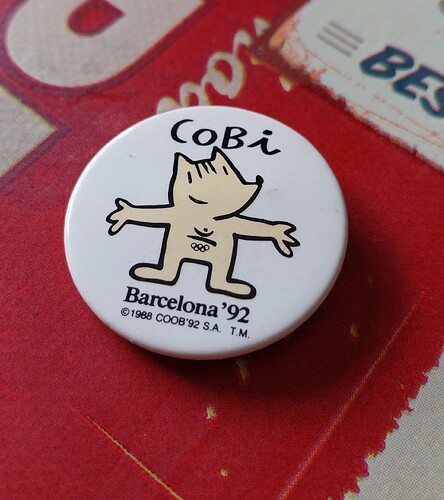 BES
CoBi
Barcelona '92
©1988 COOB'92 S.A. T.M.